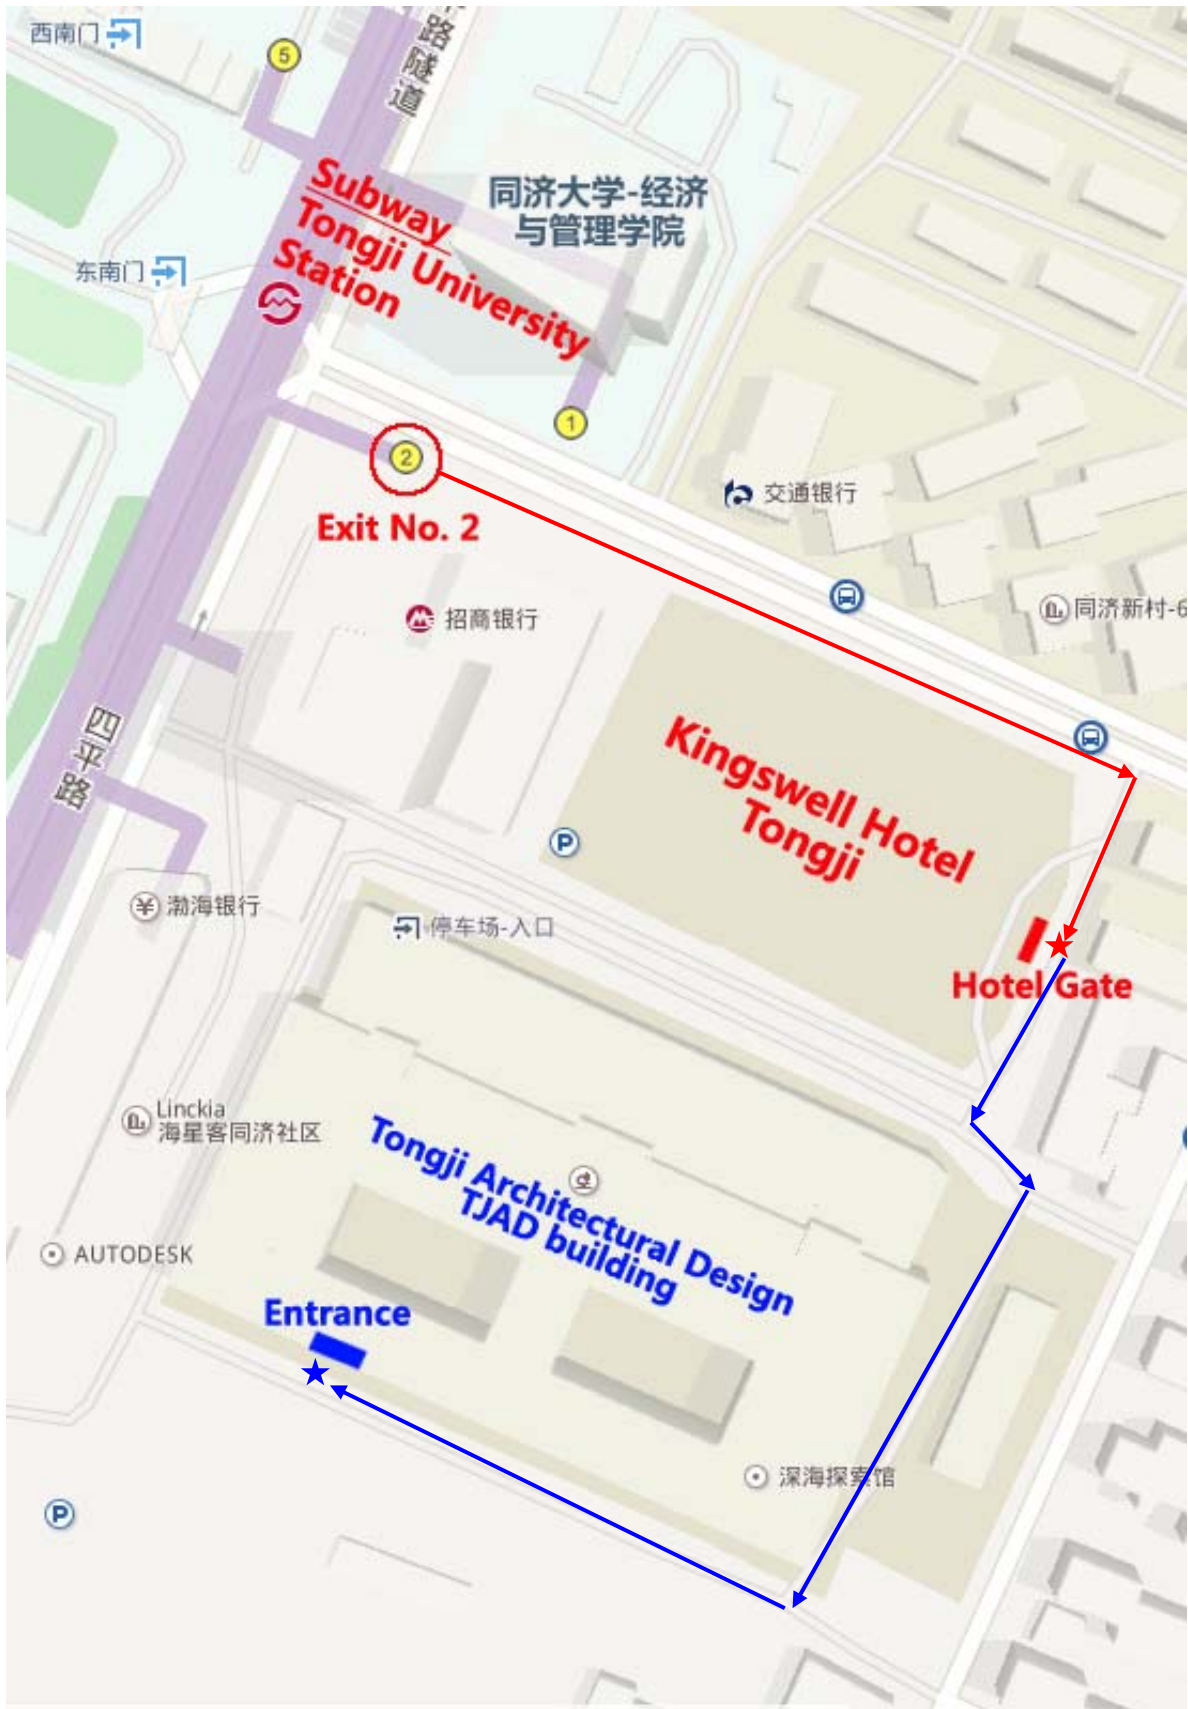 西南门
5
路隧道
Subway
Tongji University
Station
同济大学-经济
与管理学院
东南门
1
2
Exit No. 2
交通银行
招商银行
同济新村-6
四平路
Kingswell Hotel
Tongji
P
渤海银行
停车场-入口
Hotel Gate
Linckia
海星客同济社区
Tongji Architectural Design
TJAD building
AUTODESK
Entrance
深海探索馆
P